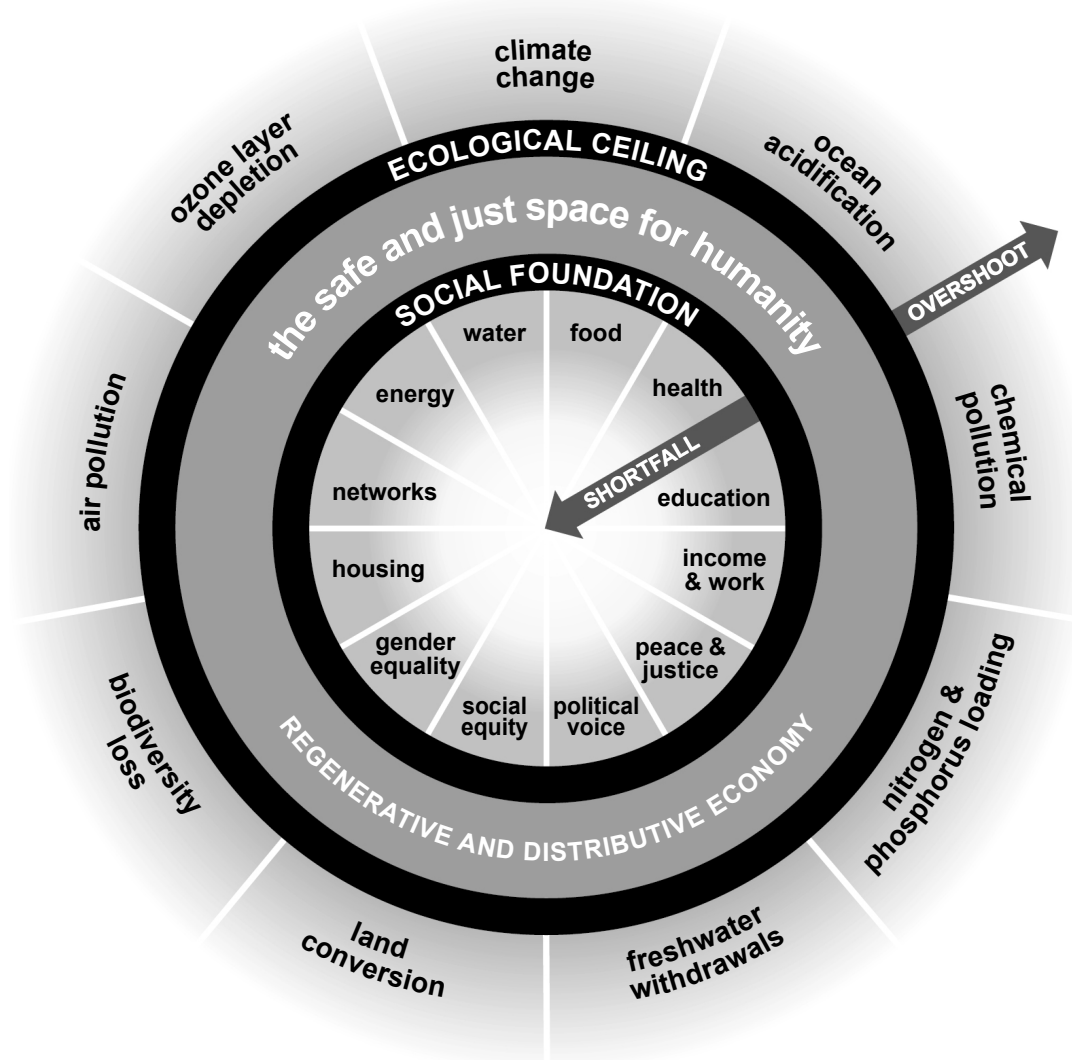 climate
change
ocean
acidification
ozone layer
depletion
ECOLOGICAL CEILING
the safe and just space for humanity
OVERSHOOT
SOCIAL FOUNDATION
water
food
energy
health
SHORTFALL
air pollution
chemical
pollution
networks
education
housing
income
& work
gender
equality
peace &
justice
social
equity
political
voice
biodiversity
loss
nitrogen &
phosphorus loading
REGENERATIVE AND DISTRIBUTIVE ECONOMY
land
conversion
freshwater
withdrawals